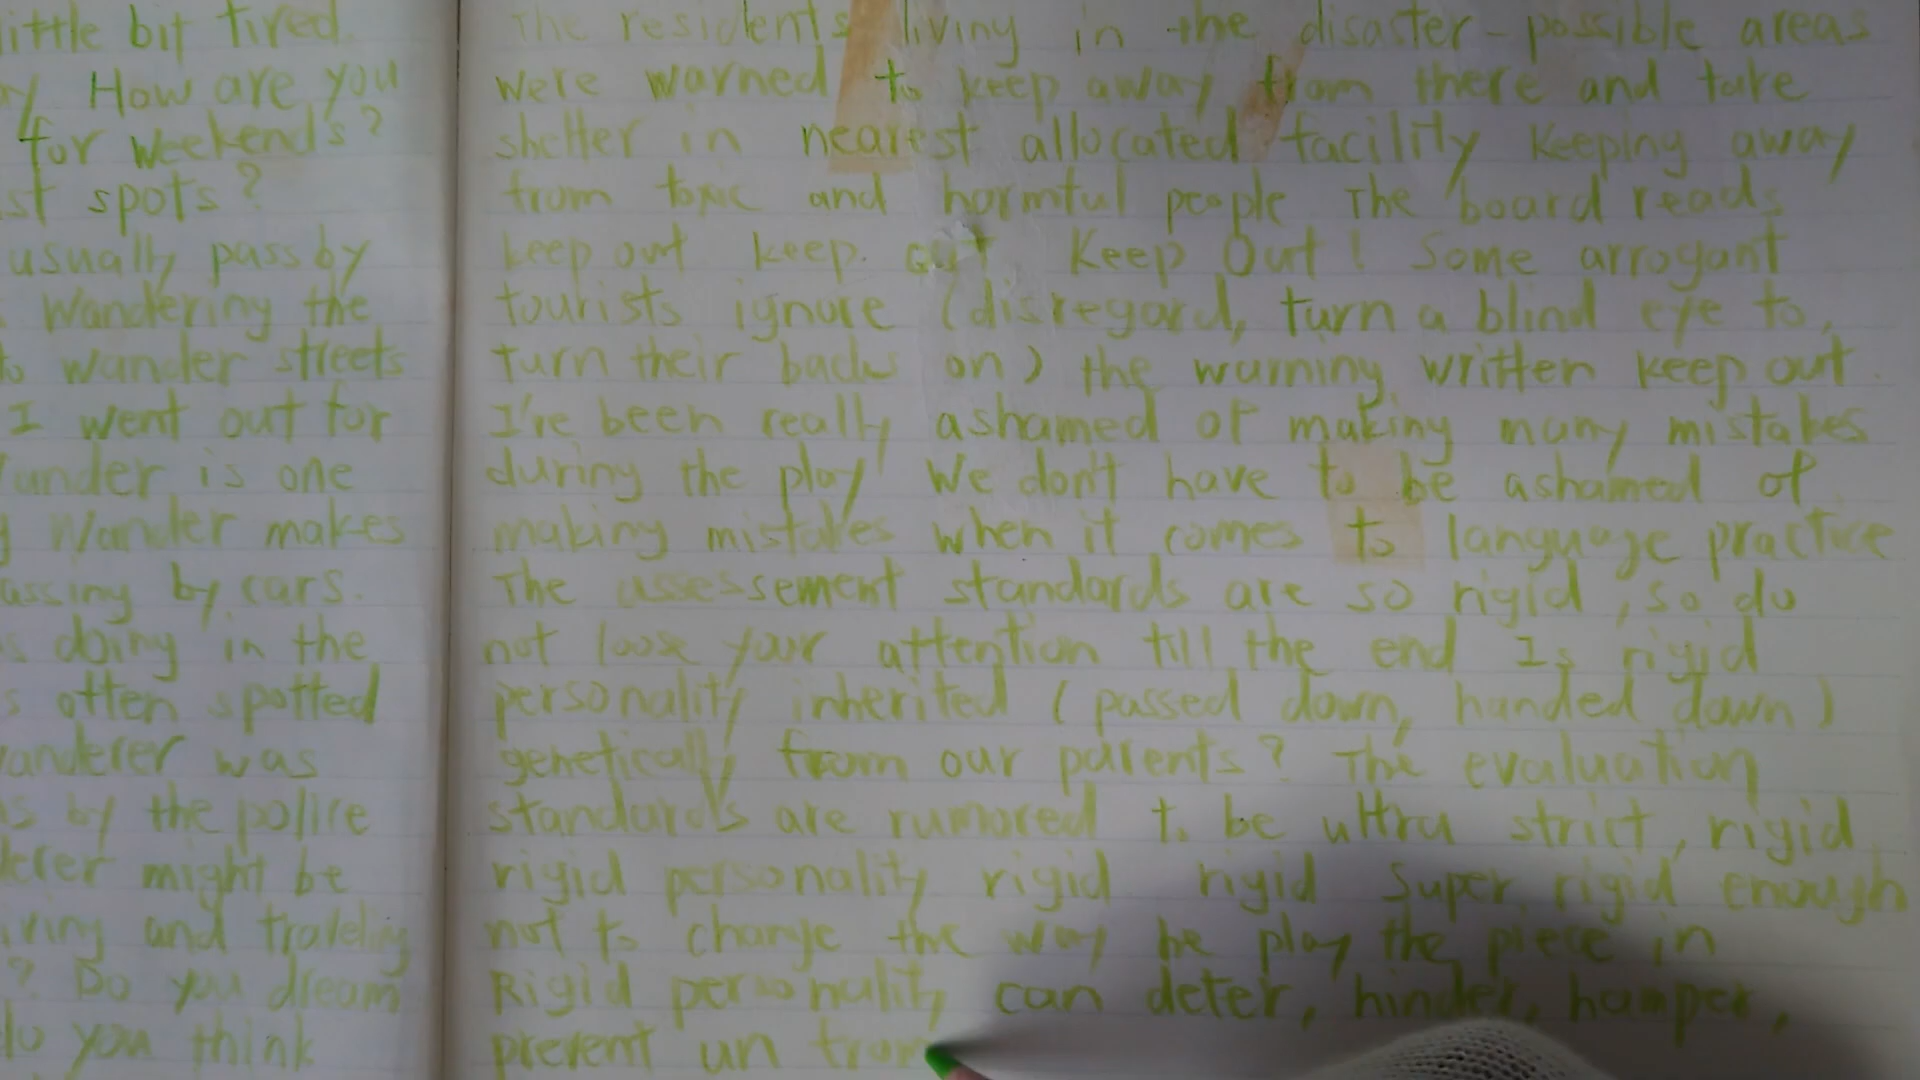 little bit tired.
How are you
for weekends?
st spots?
usually pass by
Wandering the
to wander streets
I went out for
wander is one
Wander makes
assing by cars.
s doing in the
s often spotted
wanderer was
s by the police
derer might be
iving and traveling
? Do you dream
do you think
The residents living in the disaster-possible areas
were warned to keep away from there and take
shelter in nearest allocated facility Keeping away
from toxic and harmful people The board reads
keep out keep out Keep Out! Some arrogant
tourists ignore (disregard, turn a blind eye to,
turn their backs on) the warning written keep out.
I've been really ashamed of making many mistakes
during the play We don't have to be ashamed of
making mistakes when it comes to language practice
The assessement standards are so rigid, so do
not loose your attention till the end Is rigid
personality inherited (passed down, handed down)
genetically from our parents? The evaluation
standards are rumored to be ultra strict, rigid
rigid personality rigid rigid super rigid enough
not to change the way he play the piece in
Rigid personality can deter, hinder, hamper,
prevent un